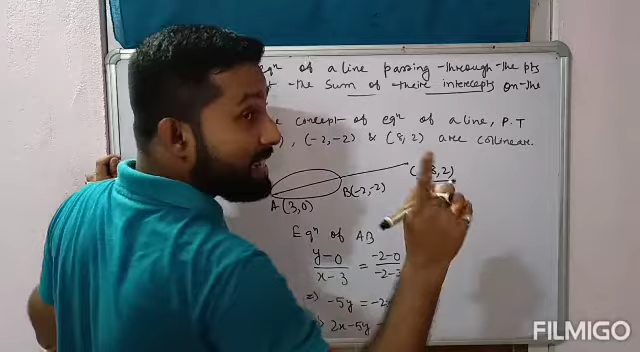 eqn of a line passing through the pts
the sum of their intercepts on the
concept of eqn of a line, P.T
, (-2,-2) & (8,2) are collinear.
8,2)
B(-2,-2)
A (3,0)
Eqn of AB
y-0 / x-3 = -2-0 / -2-3
=> -5y = -2
2x-5y
FILMIGO